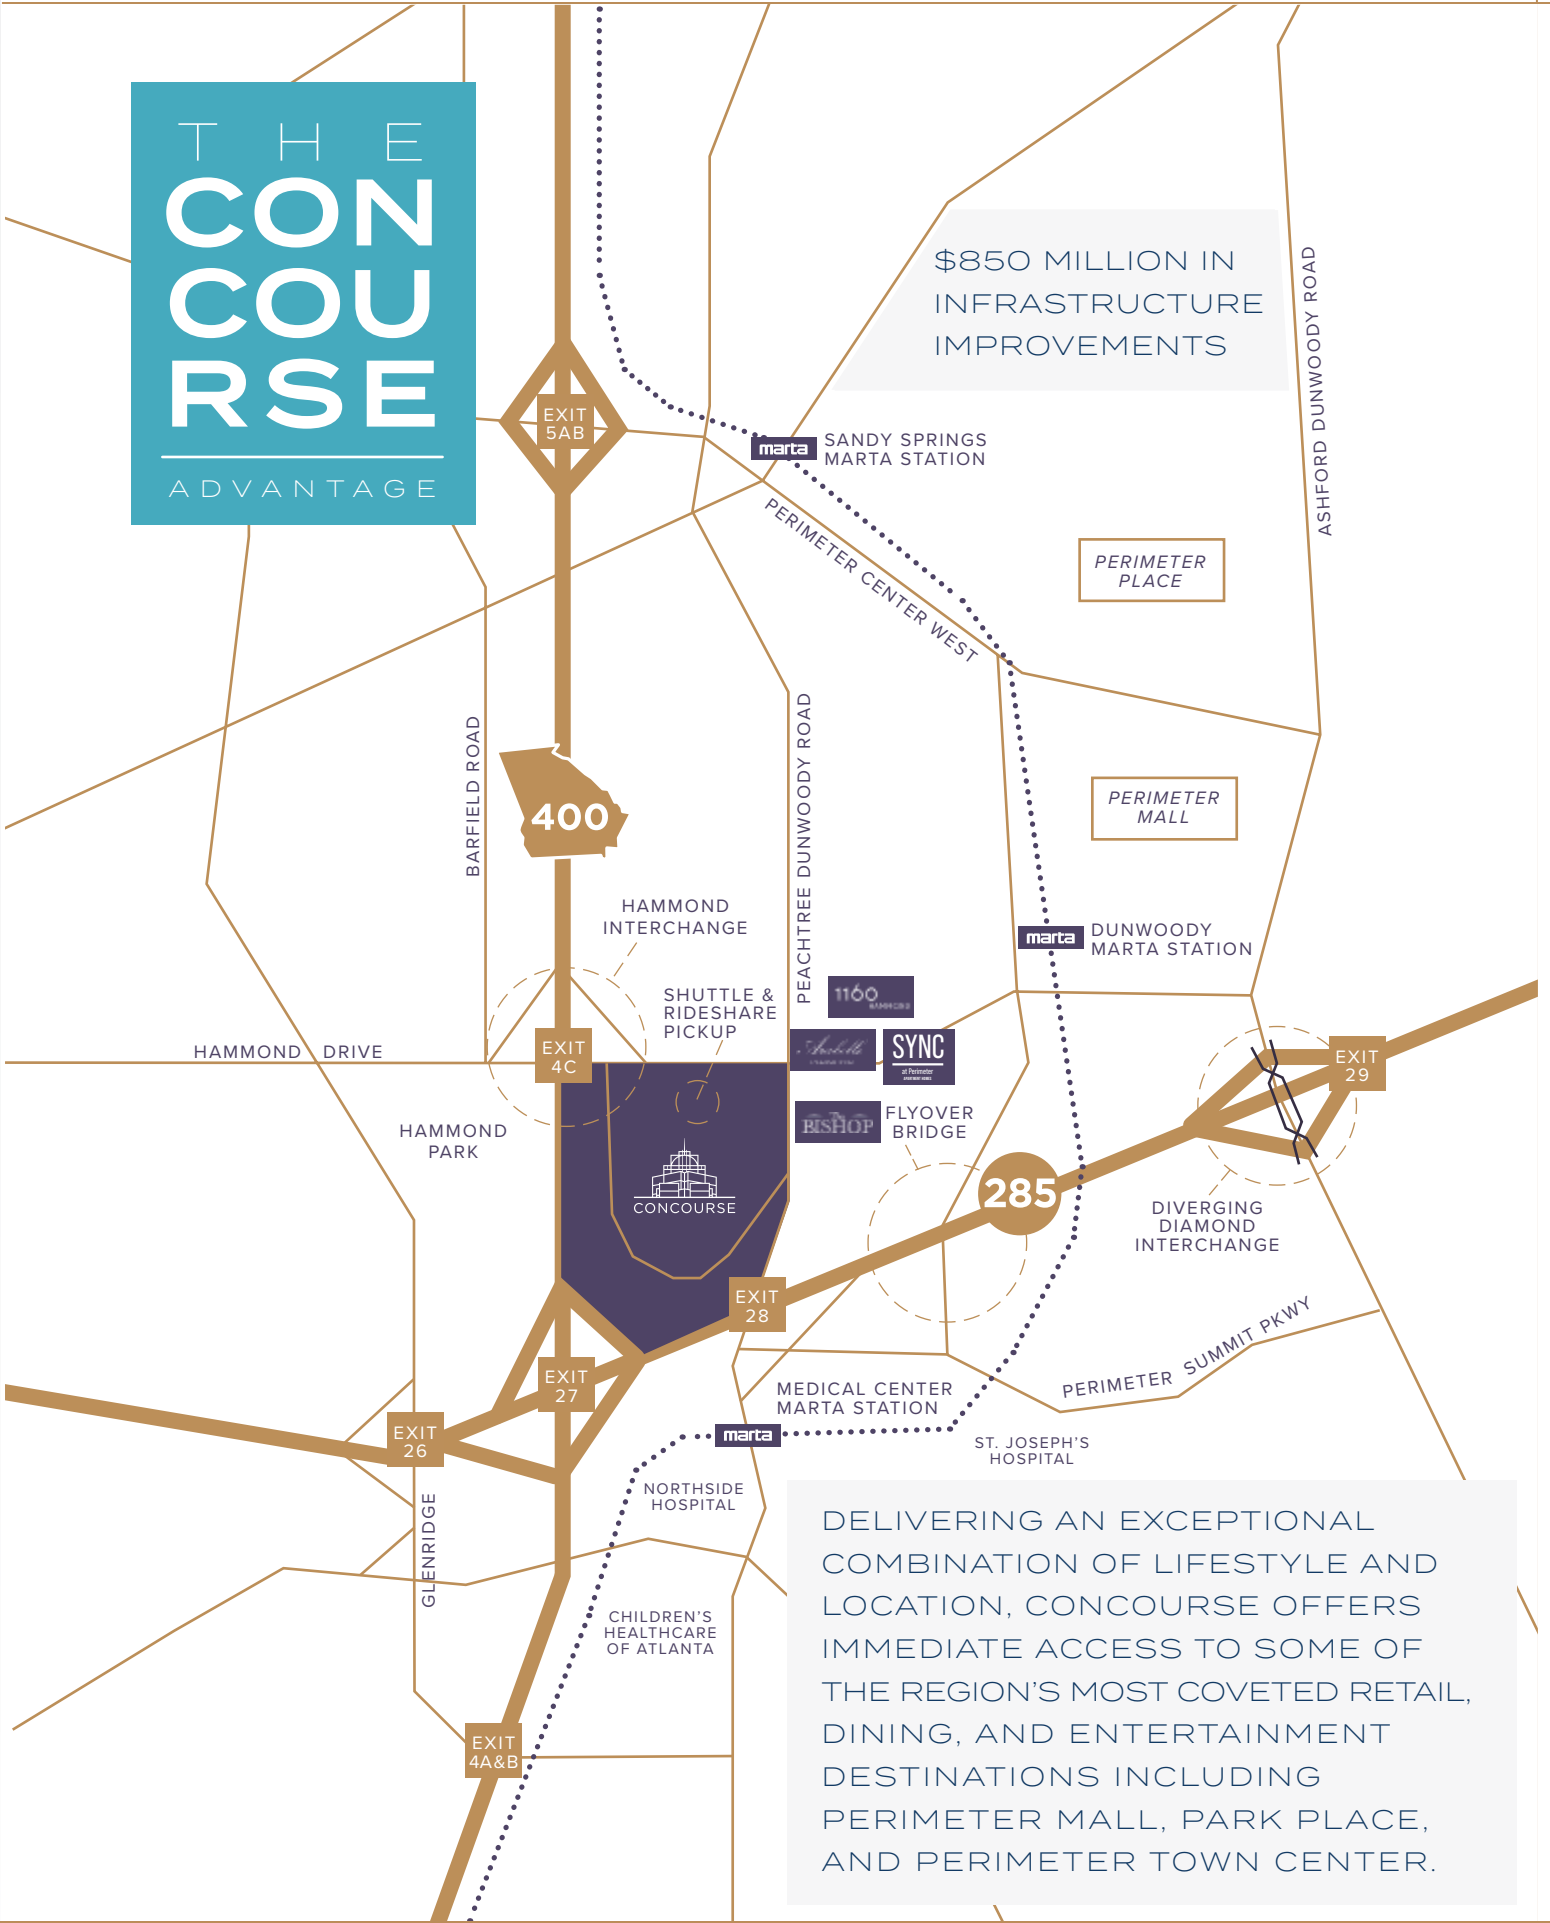 THE
CON
COU
RSE
ADVANTAGE
$850 MILLION IN
INFRASTRUCTURE
IMPROVEMENTS
ASHFORD DUNWOODY ROAD
EXIT
5AB
marta
SANDY SPRINGS
MARTA STATION
PERIMETER CENTER WEST
PERIMETER
PLACE
BARFIELD ROAD
400
PEACHTREE DUNWOODY ROAD
PERIMETER
MALL
HAMMOND
INTERCHANGE
marta
DUNWOODY
MARTA STATION
SHUTTLE &
RIDESHARE
PICKUP
1160
HAMMOND
HAMMOND DRIVE
EXIT
4C
SYNC
at Perimeter
APARTMENT HOMES
EXIT
29
HAMMOND
PARK
The
BISHOP
FLYOVER
BRIDGE
CONCOURSE
285
DIVERGING
DIAMOND
INTERCHANGE
EXIT
28
PERIMETER SUMMIT PKWY
EXIT
27
MEDICAL CENTER
MARTA STATION
EXIT
26
marta
ST. JOSEPH'S
HOSPITAL
NORTHSIDE
HOSPITAL
GLENRIDGE
CHILDREN'S
HEALTHCARE
OF ATLANTA
EXIT
4A&B
DELIVERING AN EXCEPTIONAL
COMBINATION OF LIFESTYLE AND
LOCATION, CONCOURSE OFFERS
IMMEDIATE ACCESS TO SOME OF
THE REGION'S MOST COVETED RETAIL,
DINING, AND ENTERTAINMENT
DESTINATIONS INCLUDING
PERIMETER MALL, PARK PLACE,
AND PERIMETER TOWN CENTER.